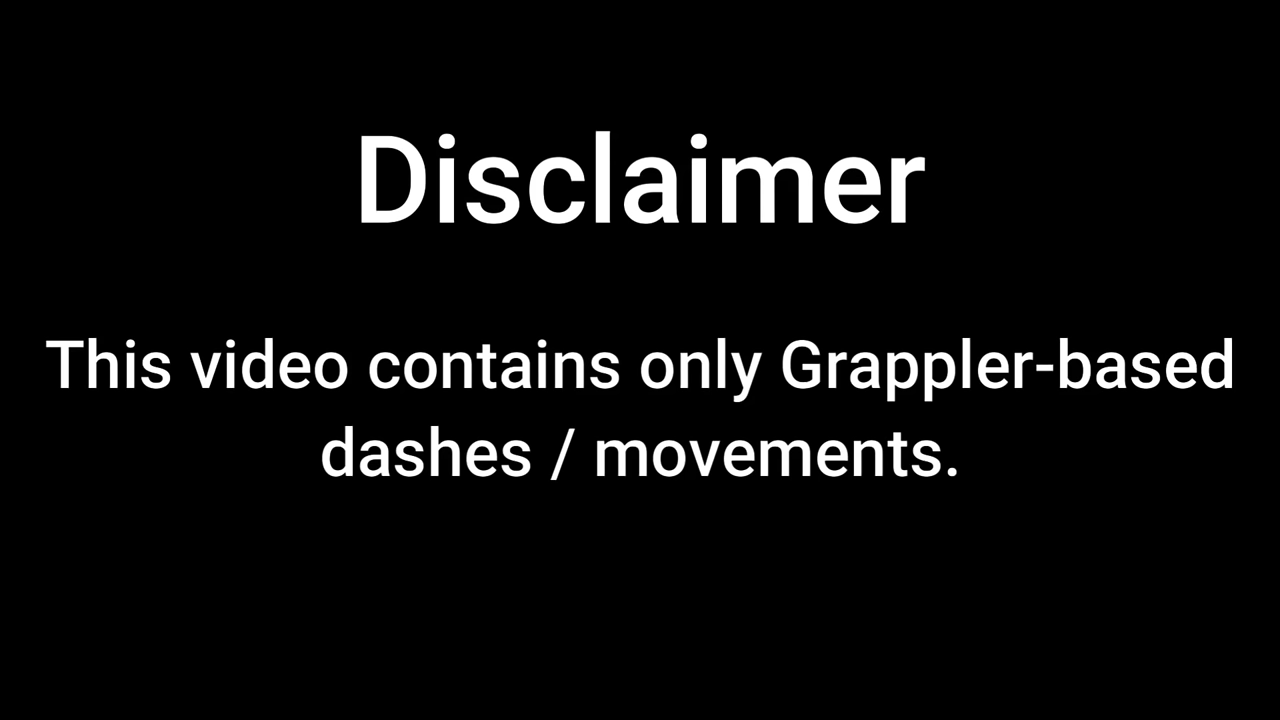 Disclaimer
This video contains only Grappler-based
dashes / movements.